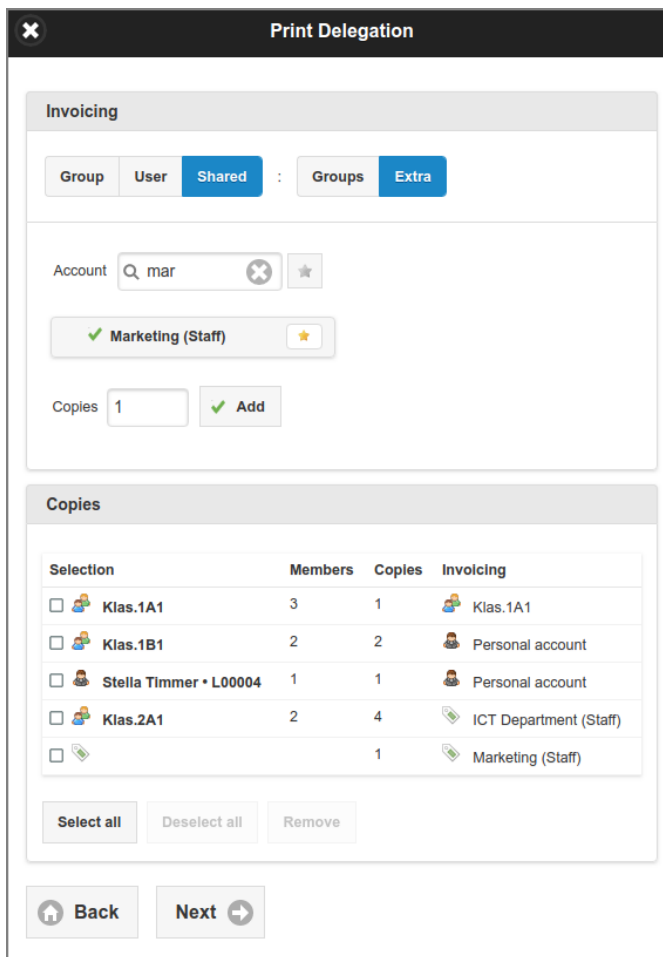 Print Delegation
Invoicing
Group User Shared : Groups Extra
Account mar
Marketing (Staff)
Copies 1 Add
Copies
Selection Members Copies Invoicing
Klas.1A1 3 1 Klas.1A1
Klas.1B1 2 2 Personal account
Stella Timmer • L00004 1 1 Personal account
Klas.2A1 2 4 ICT Department (Staff)
1 Marketing (Staff)
Select all Deselect all Remove
Back Next